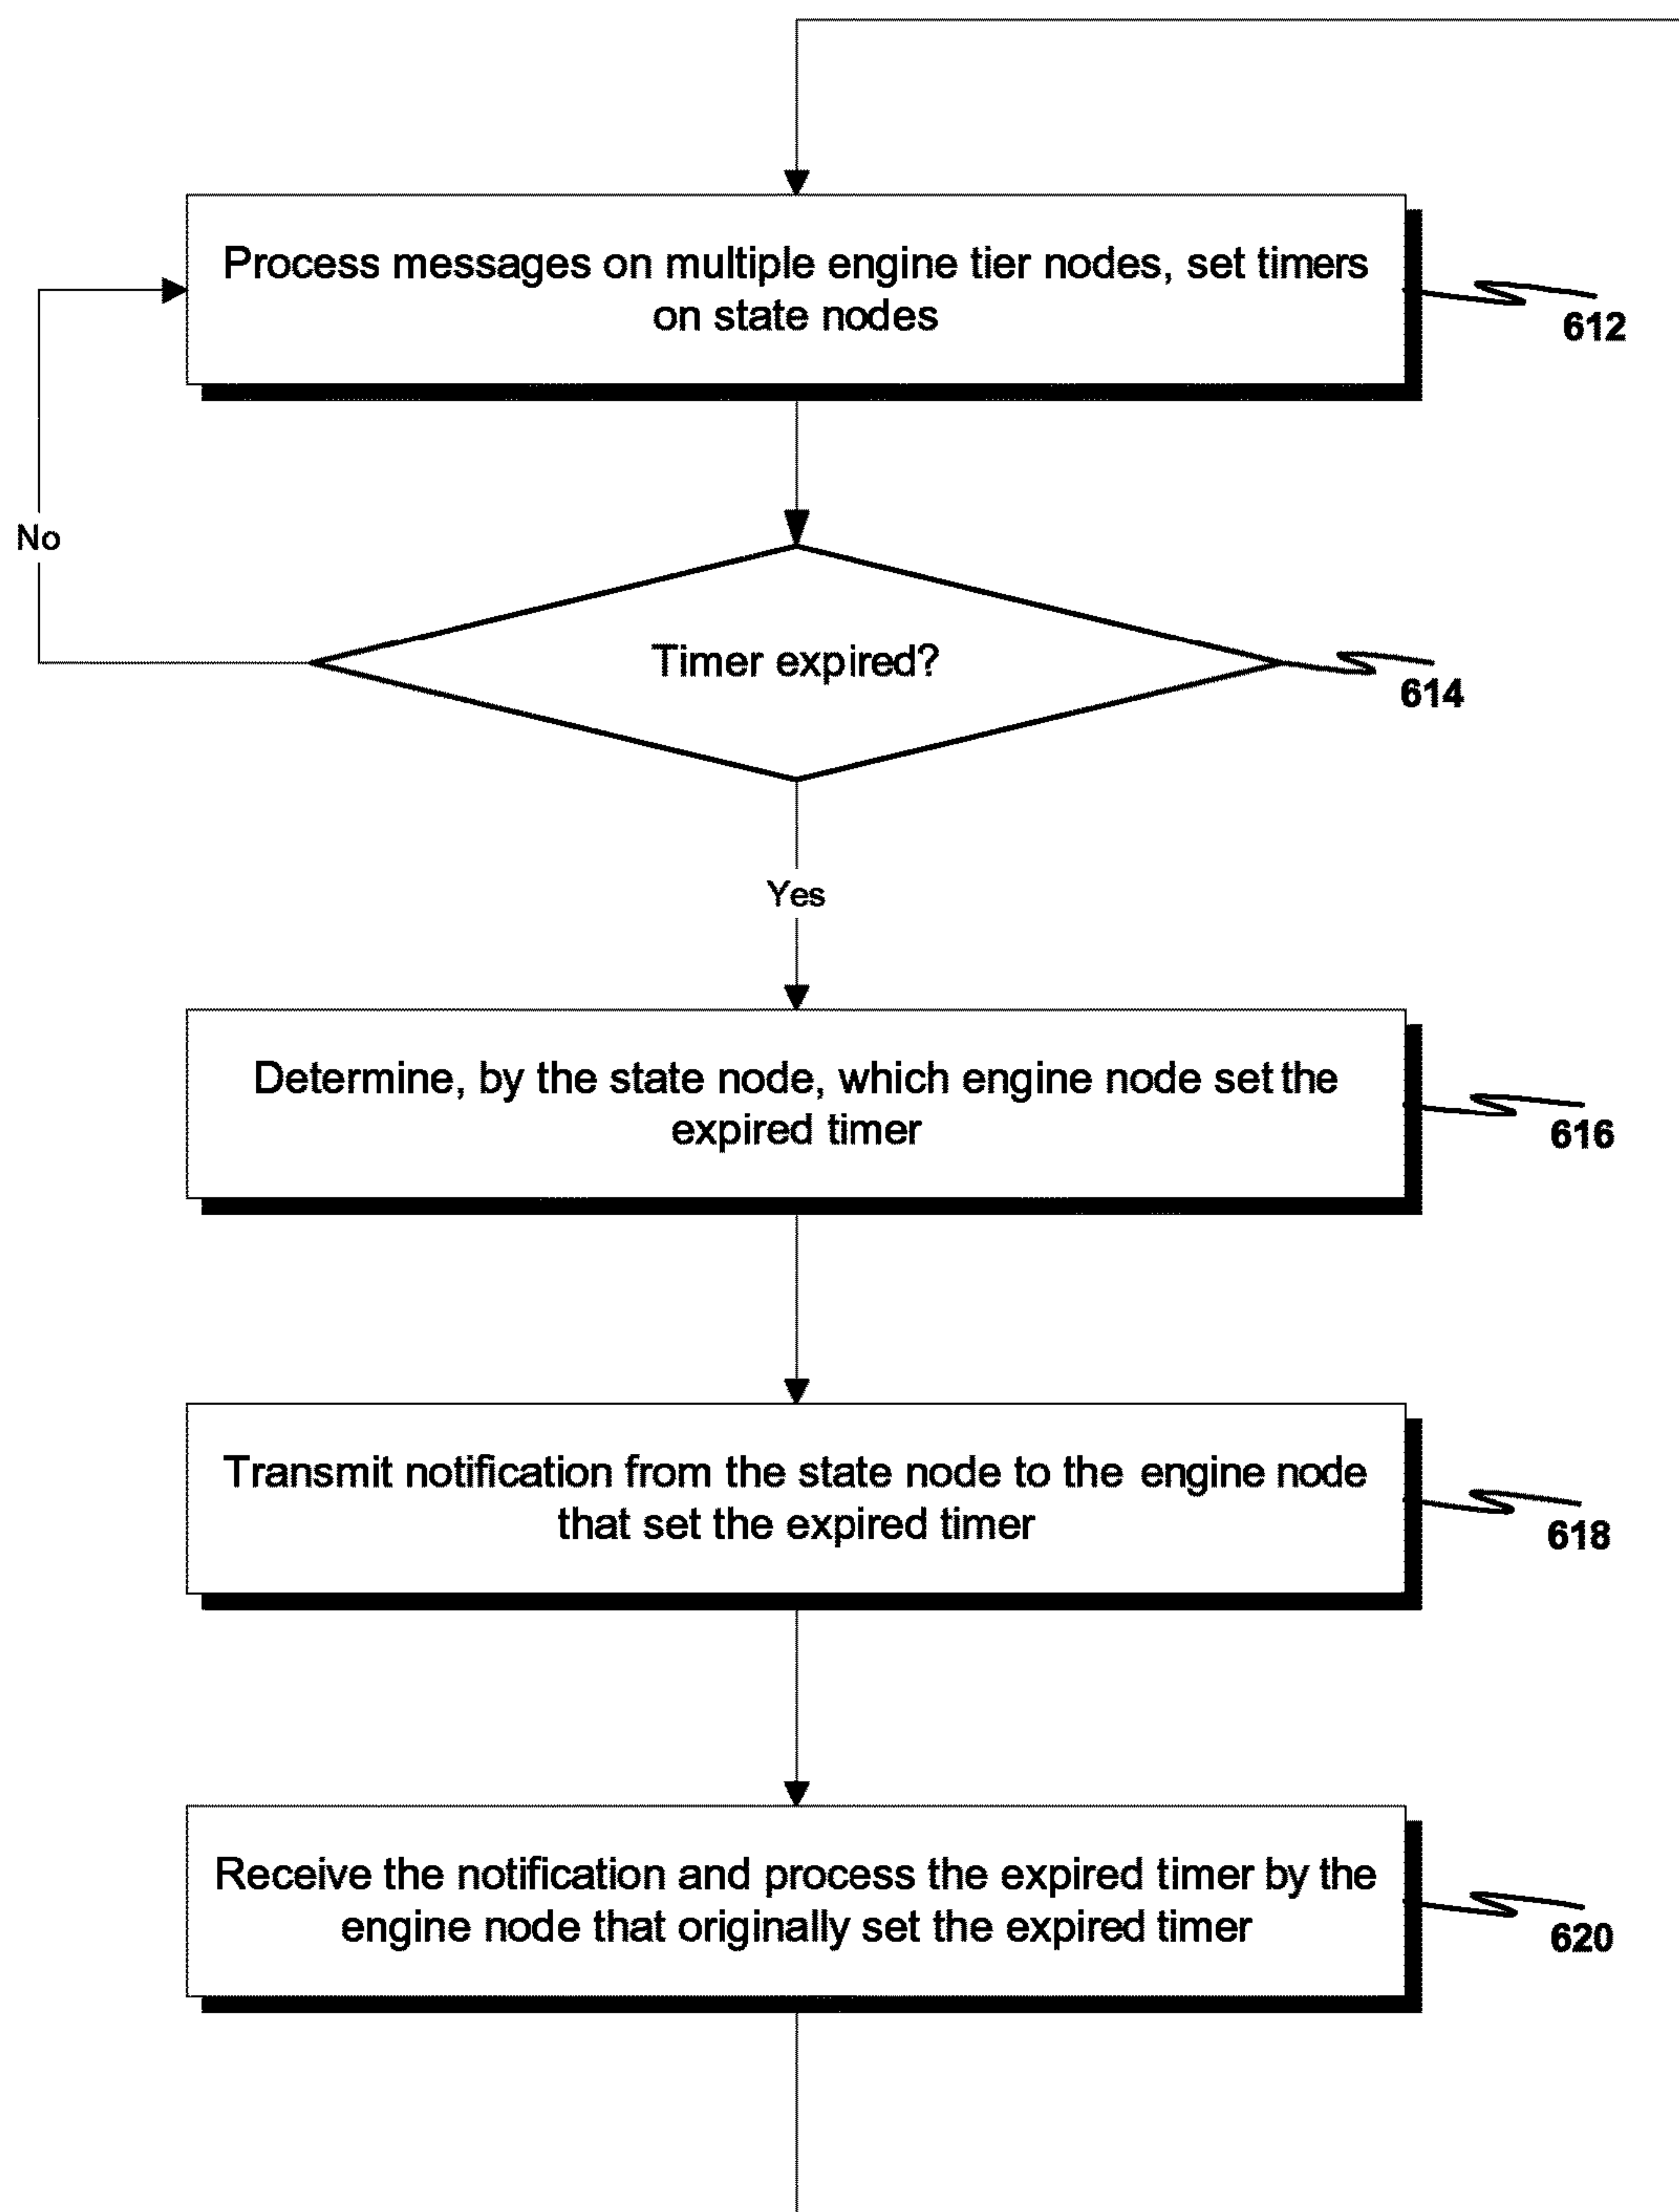 Process messages on multiple engine tier nodes, set timers
on state nodes
612
No
Timer expired?
614
Yes
Determine, by the state node, which engine node set the
expired timer
616
Transmit notification from the state node to the engine node
that set the expired timer
618
Receive the notification and process the expired timer by the
engine node that originally set the expired timer
620